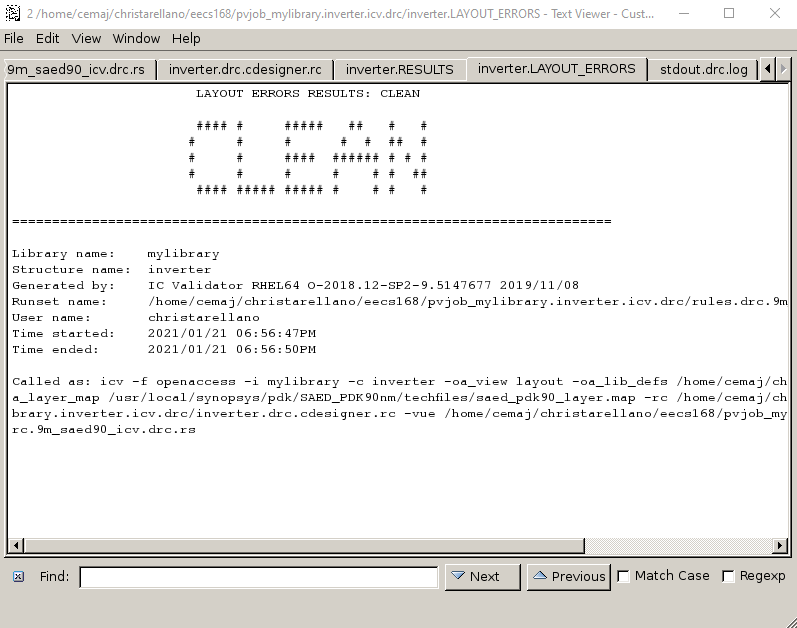 2 /home/cemaj/christarellano/eecs168/pvjob_mylibrary.inverter.icv.drc/inverter.LAYOUT_ERRORS - Text Viewer - Cust...
File Edit View Window Help
9m_saed90_icv.drc.rs inverter.drc.cdesigner.rc inverter.RESULTS inverter.LAYOUT_ERRORS stdout.drc.log
LAYOUT ERRORS RESULTS: CLEAN
 #### #     #####   ##   #   #
#     #     #      #  #  ##  #
#     #     ####  ###### # # #
#     #     #     #    # #  ##
 #### ##### ##### #    # #   #
===========================================================================
Library name: mylibrary
Structure name: inverter
Generated by: IC Validator RHEL64 O-2018.12-SP2-9.5147677 2019/11/08
Runset name: /home/cemaj/christarellano/eecs168/pvjob_mylibrary.inverter.icv.drc/rules.drc.9m
User name: christarellano
Time started: 2021/01/21 06:56:47PM
Time ended: 2021/01/21 06:56:50PM
Called as: icv -f openaccess -i mylibrary -c inverter -oa_view layout -oa_lib_defs /home/cemaj/ch
a_layer_map /usr/local/synopsys/pdk/SAED_PDK90nm/techfiles/saed_pdk90_layer.map -rc /home/cemaj/ch
brary.inverter.icv.drc/inverter.drc.cdesigner.rc -vue /home/cemaj/christarellano/eecs168/pvjob_my
rc.9m_saed90_icv.drc.rs
Find: Next Previous Match Case Regexp